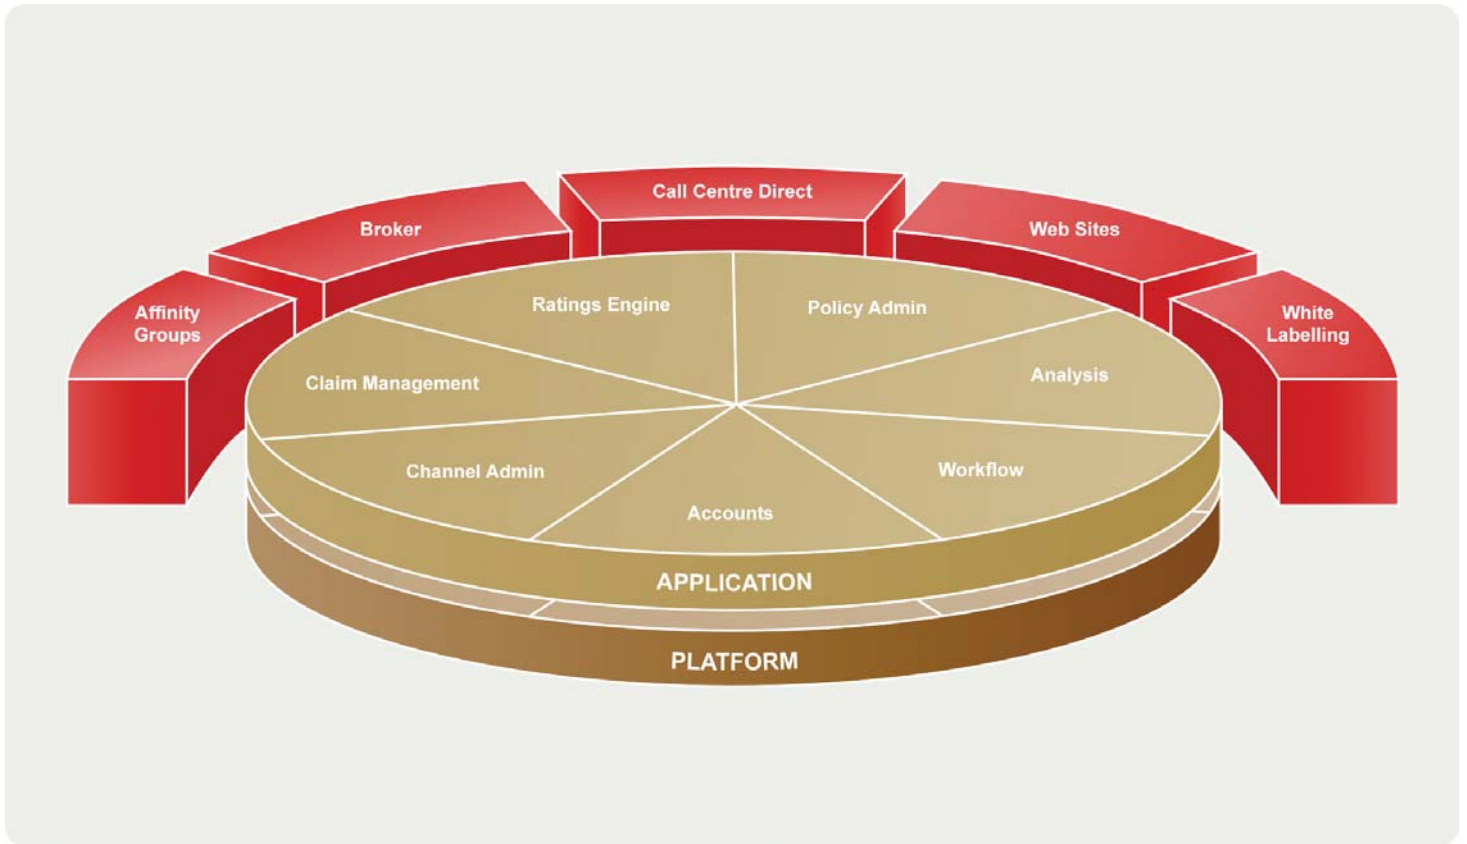 Call Centre Direct
Broker
Web Sites
Affinity
Groups
White
Labelling
Ratings Engine
Policy Admin
Claim Management
Analysis
Channel Admin
Workflow
Accounts
APPLICATION
PLATFORM